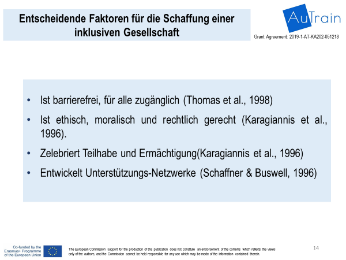 Entscheidende Faktoren für die Schaffung einer
inklusiven Gesellschaft
AuTrain
Grant Agreement:
• Ist barrierefrei, für alle zugänglich (Thomas et al., 1998)
• Ist ethisch, moralisch und rechtlich gerecht (Karagiannis et al.,
1996).
• Zelebriert Teilhabe und Ermächtigung(Karagiannis et al., 1996)
• Entwickelt Unterstützungs-Netzwerke (Schaffner & Buswell, 1996)
Co-funded by the
Erasmus+ Programme
of the European Union
The European Commission support for the production of this publication does not constitute an endorsement of the contents which reflects the views
only of the authors, and the Commission cannot be held responsible for any use which may be made of the information contained therein.
14